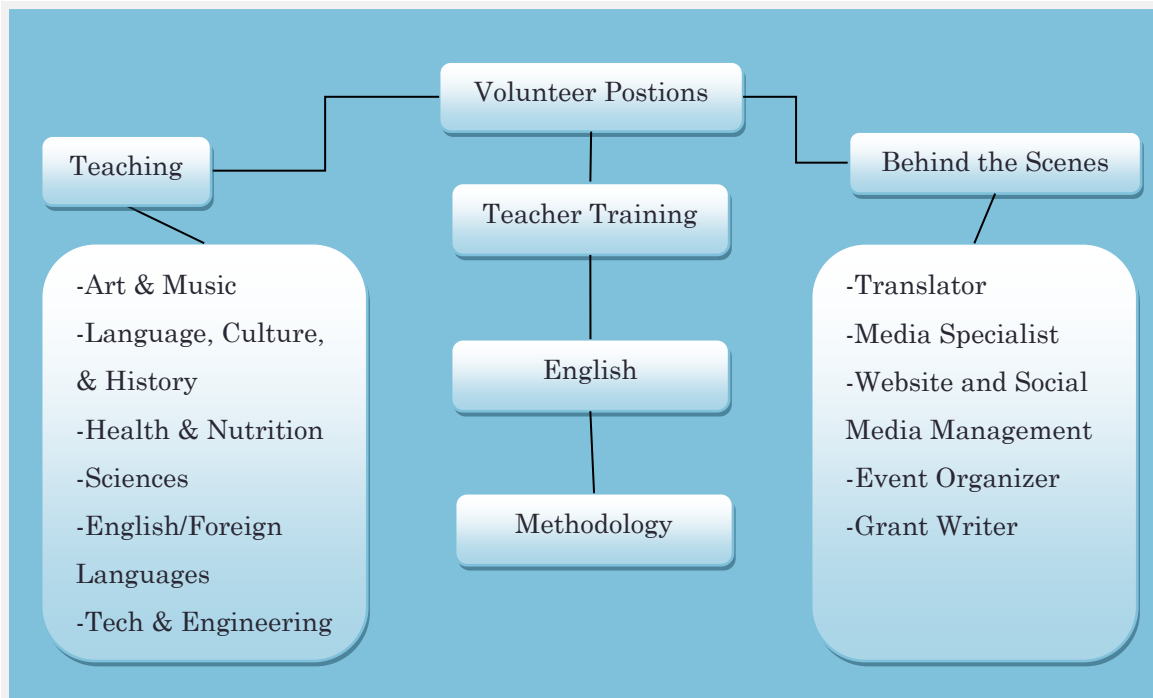 Volunteer Postions
Teaching
-Art & Music
-Language, Culture,
& History
-Health & Nutrition
-Sciences
-English/Foreign
Languages
-Tech & Engineering
Teacher Training
English
Methodology
Behind the Scenes
-Translator
-Media Specialist
-Website and Social
Media Management
-Event Organizer
-Grant Writer